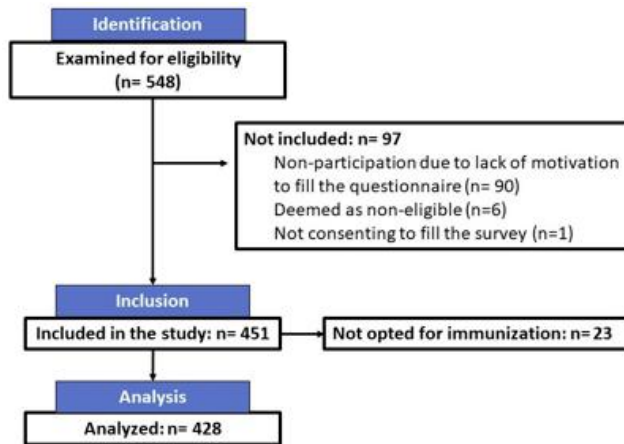 Identification
Examined for eligibility
(n= 548)
Not included: n= 97
Non-participation due to lack of motivation
to fill the questionnaire (n= 90)
Deemed as non-eligible (n=6)
Not consenting to fill the survey (n=1)
Inclusion
Included in the study: n= 451
Not opted for immunization: n= 23
Analysis
Analyzed: n= 428